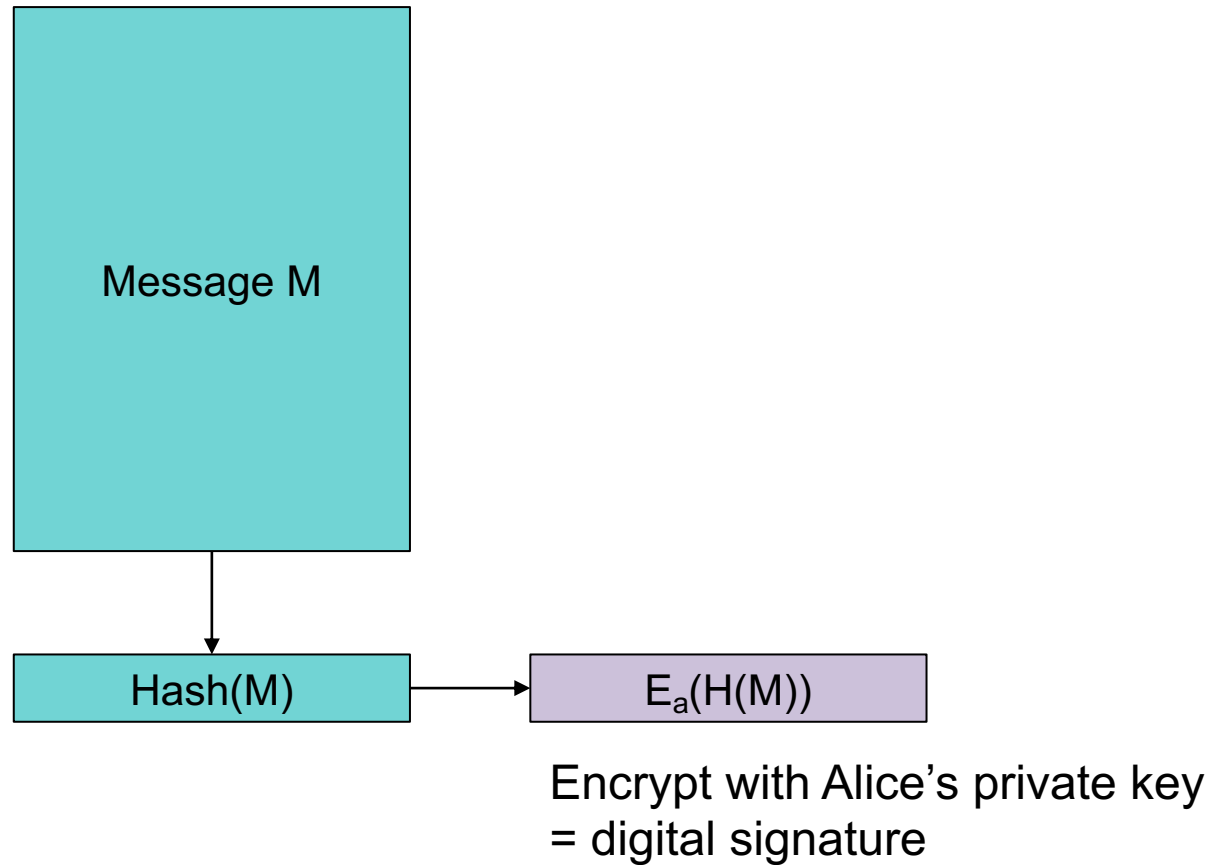 Message M
Hash(M)
Eₐ(H(M))
Encrypt with Alice’s private key
= digital signature